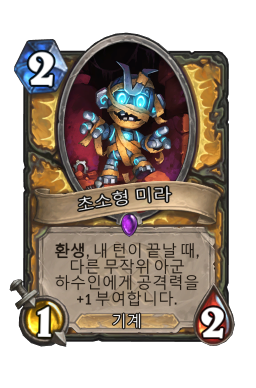 2
초소형 미라
환생, 내 턴이 끝날 때,
다른 무작위 아군
하수인에게 공격력을
+1 부여합니다.
1
기계
2